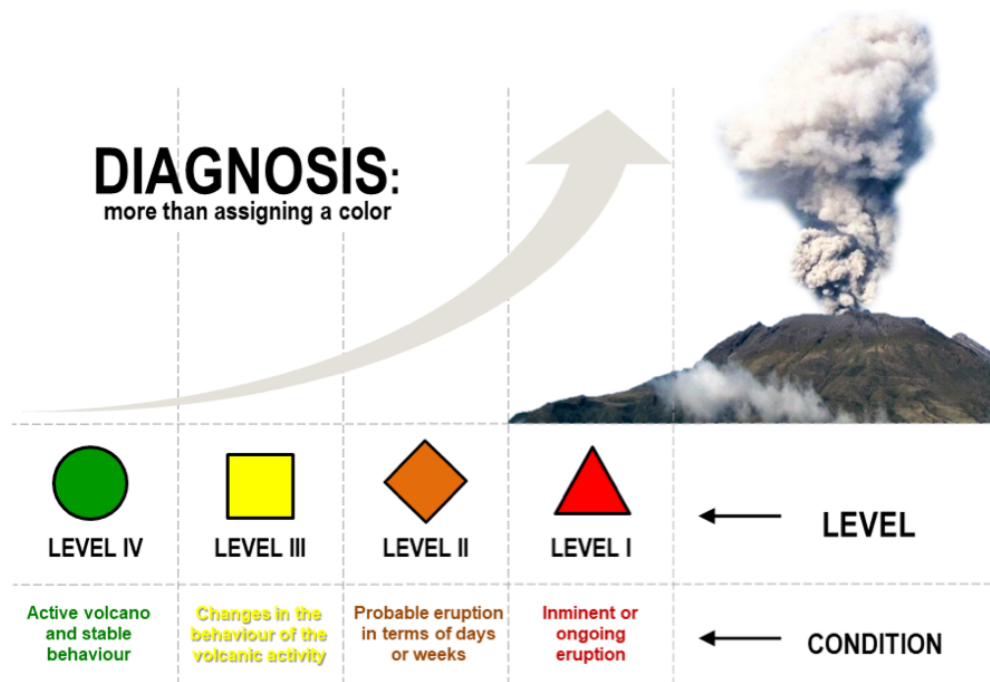 DIAGNOSIS:
more than assigning a color
LEVEL IV
LEVEL III
LEVEL II
LEVEL I
LEVEL
Active volcano
and stable
behaviour
Changes in the
behaviour of the
volcanic activity
Probable eruption
in terms of days
or weeks
Inminent or
ongoing
eruption
CONDITION